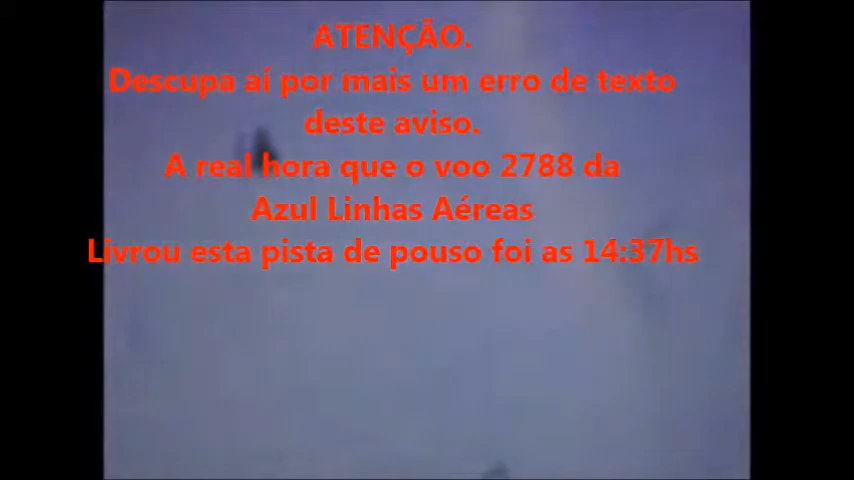 ATENÇÃO.
Descupa aí por mais um erro de texto
deste aviso.
A real hora que o voo 2788 da
Azul Linhas Aéreas
Livrou esta pista de pouso foi as 14:37hs